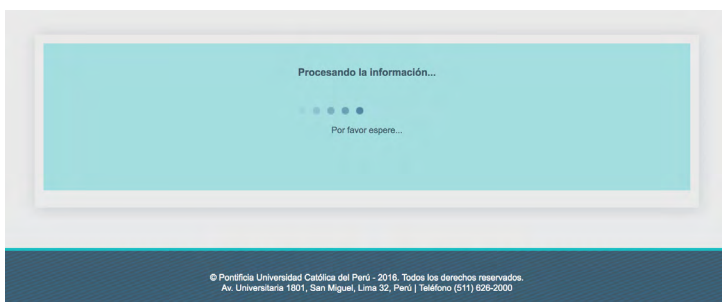 Procesando la información...
Por favor espere...
© Pontificia Universidad Católica del Perú - 2016. Todos los derechos reservados.
Av. Universitaria 1801, San Miguel, Lima 32, Perú | Teléfono (511) 626-2000